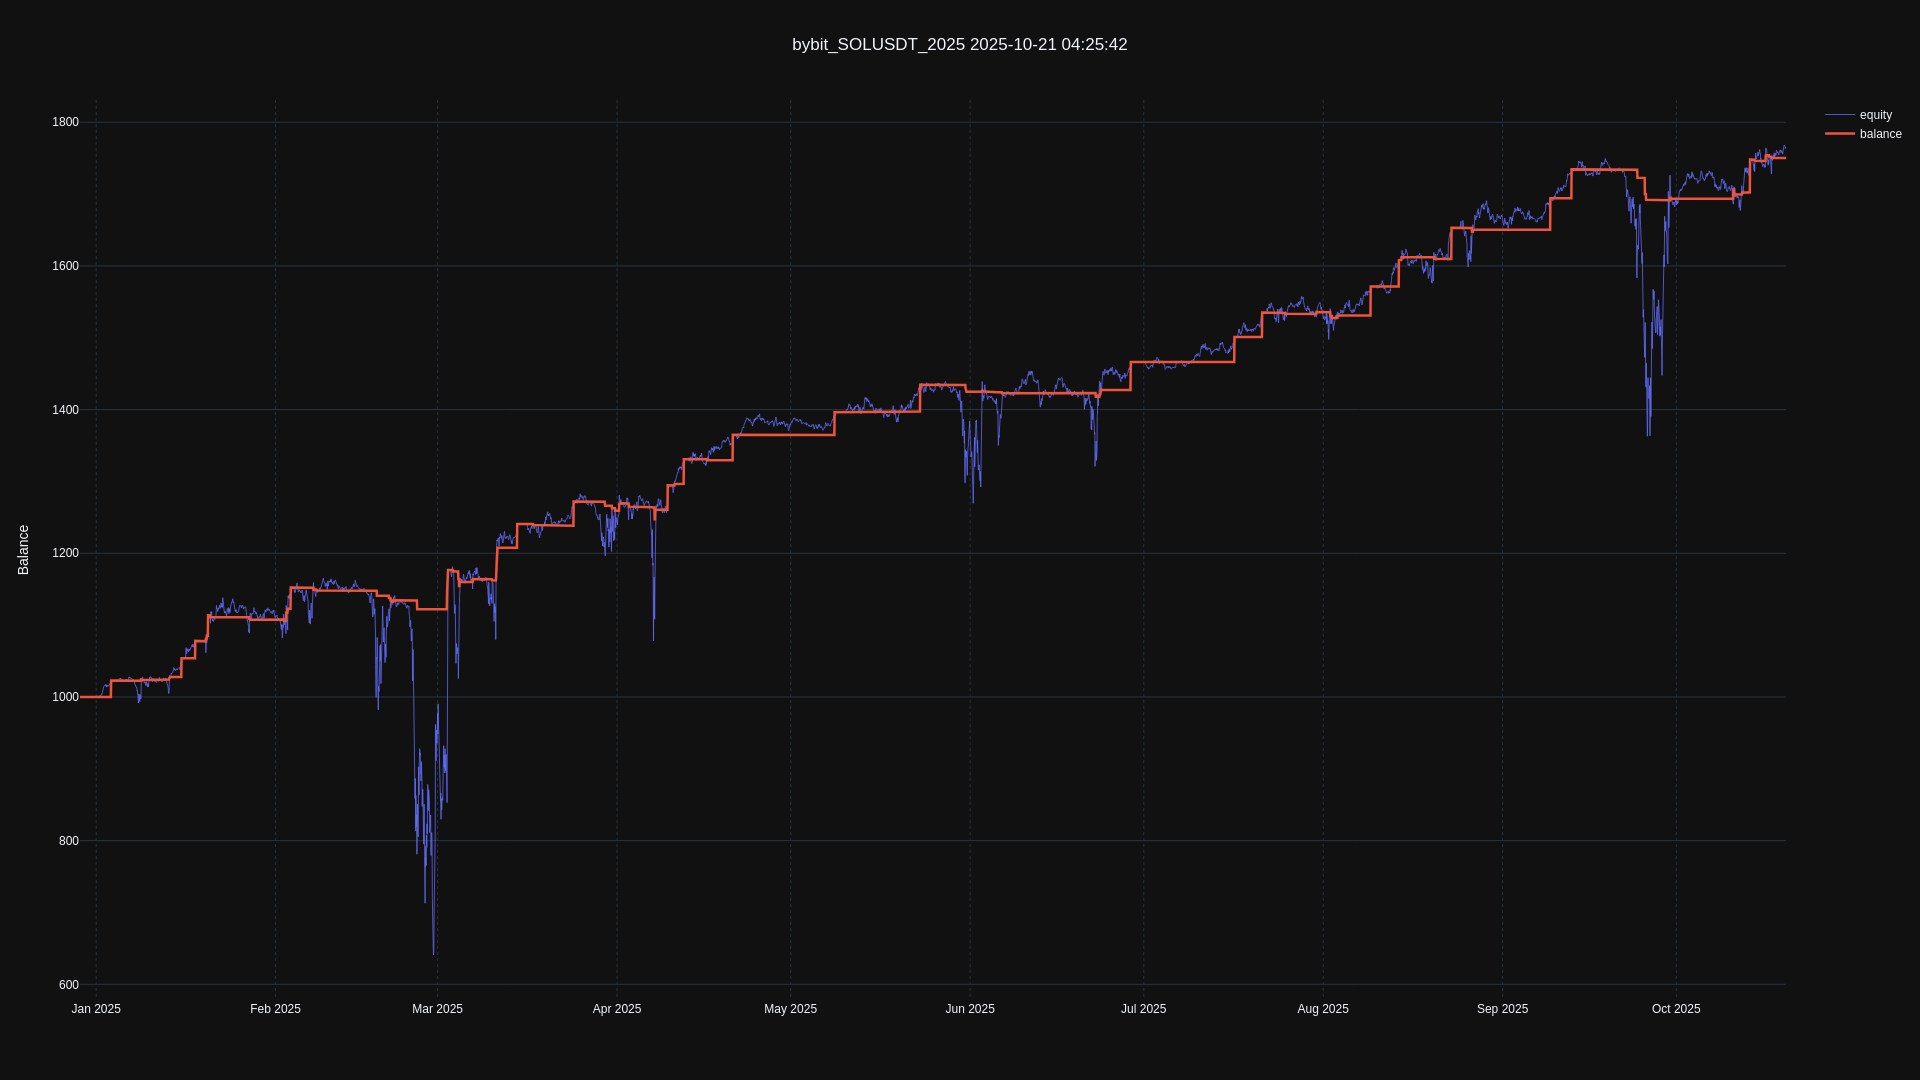 bybit_SOLUSDT_2025 2025-10-21 04:25:42
equity
balance
Balance
1800
1600
1400
1200
1000
800
600
Jan 2025
Feb 2025
Mar 2025
Apr 2025
May 2025
Jun 2025
Jul 2025
Aug 2025
Sep 2025
Oct 2025